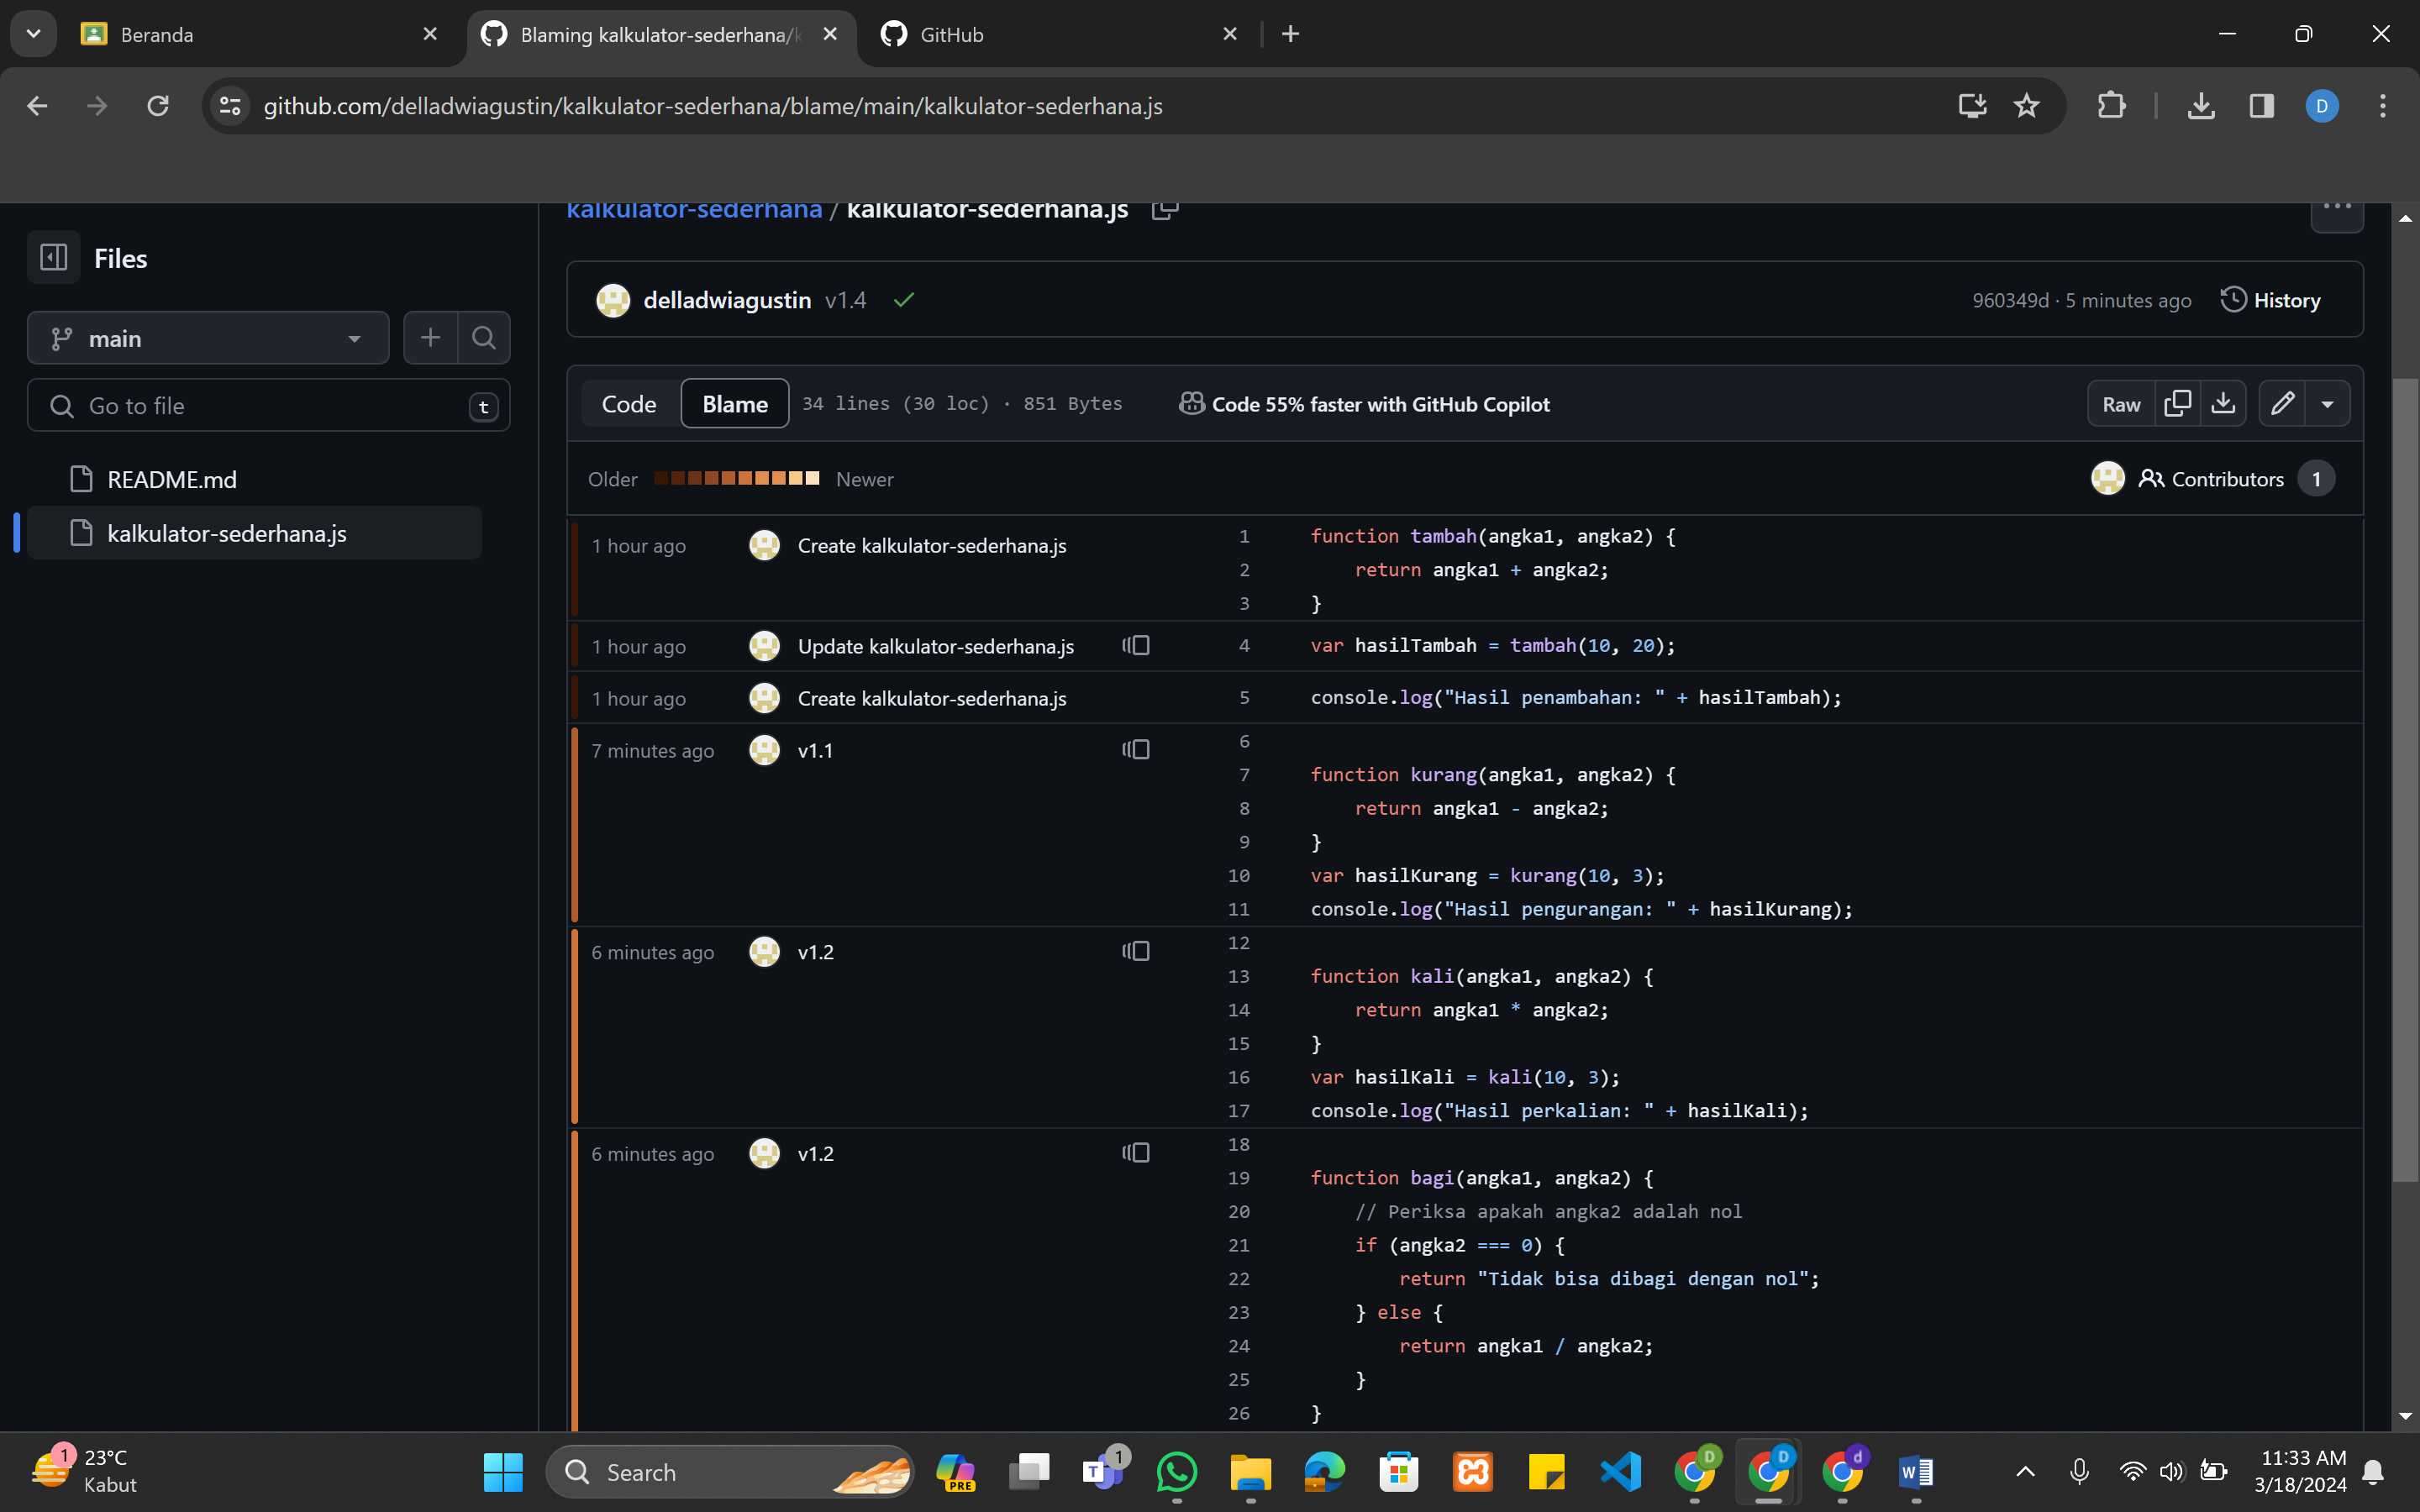 Beranda
Blaming kalkulator-sederhana/k
GitHub
github.com/delladwiagustin/kalkulator-sederhana/blame/main/kalkulator-sederhana.js
D
kalkulator-sederhana / kalkulator-sederhana.js
Files
main
Go to file
t
README.md
kalkulator-sederhana.js
delladwiagustin v1.4
960349d · 5 minutes ago
History
Code
Blame
34 lines (30 loc) · 851 Bytes
Code 55% faster with GitHub Copilot
Raw
Older
Newer
Contributors 1
1 hour ago Create kalkulator-sederhana.js
1 function tambah(angka1, angka2) {
2 return angka1 + angka2;
3 }
1 hour ago Update kalkulator-sederhana.js
4 var hasilTambah = tambah(10, 20);
1 hour ago Create kalkulator-sederhana.js
5 console.log("Hasil penambahan: " + hasilTambah);
7 minutes ago v1.1
6
7 function kurang(angka1, angka2) {
8 return angka1 - angka2;
9 }
10 var hasilKurang = kurang(10, 3);
11 console.log("Hasil pengurangan: " + hasilKurang);
6 minutes ago v1.2
12
13 function kali(angka1, angka2) {
14 return angka1 * angka2;
15 }
16 var hasilKali = kali(10, 3);
17 console.log("Hasil perkalian: " + hasilKali);
6 minutes ago v1.2
18
19 function bagi(angka1, angka2) {
20 // Periksa apakah angka2 adalah nol
21 if (angka2 === 0) {
22 return "Tidak bisa dibagi dengan nol";
23 } else {
24 return angka1 / angka2;
25 }
26 }
1
23°C
Kabut
Search
PRE
T
1
D
D
d
W
11:33 AM
3/18/2024